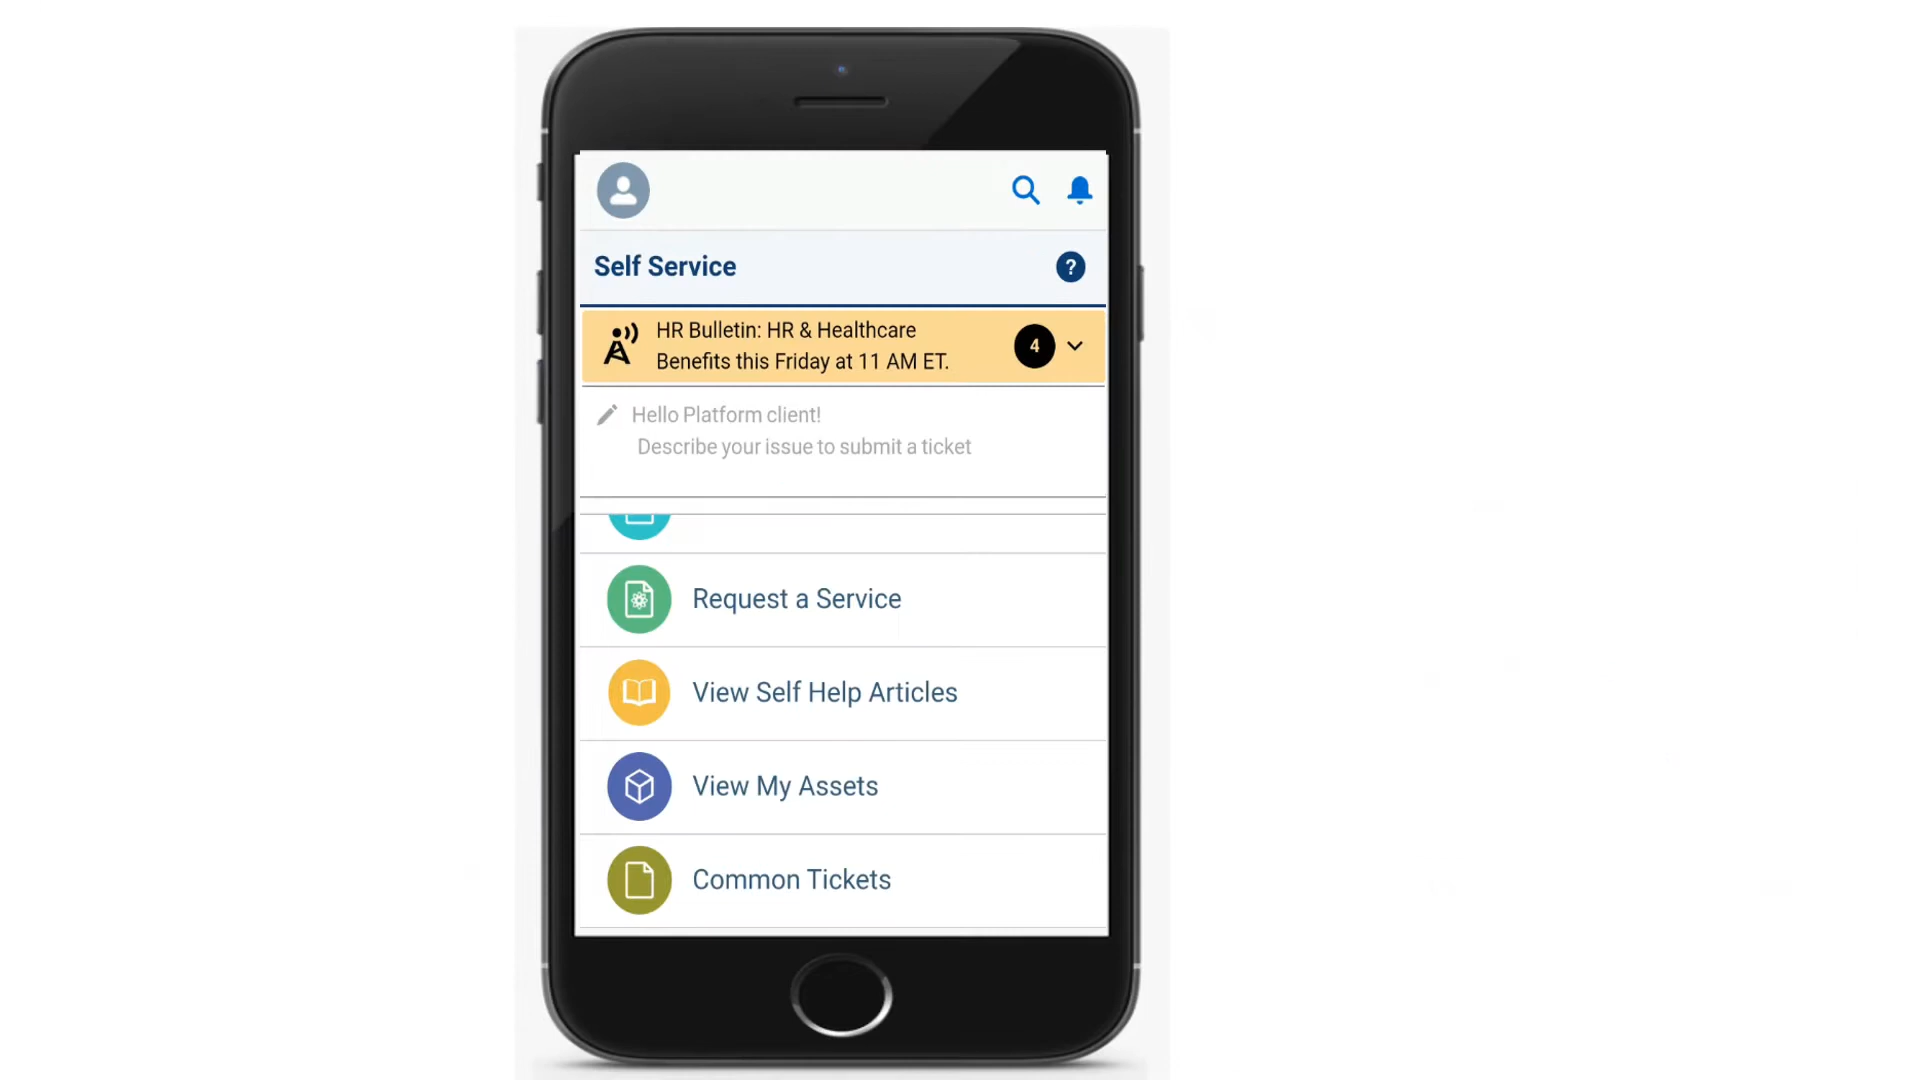 Self Service
?
HR Bulletin: HR & Healthcare
Benefits this Friday at 11 AM ET.
4
Hello Platform client!
Describe your issue to submit a ticket
Request a Service
View Self Help Articles
View My Assets
Common Tickets